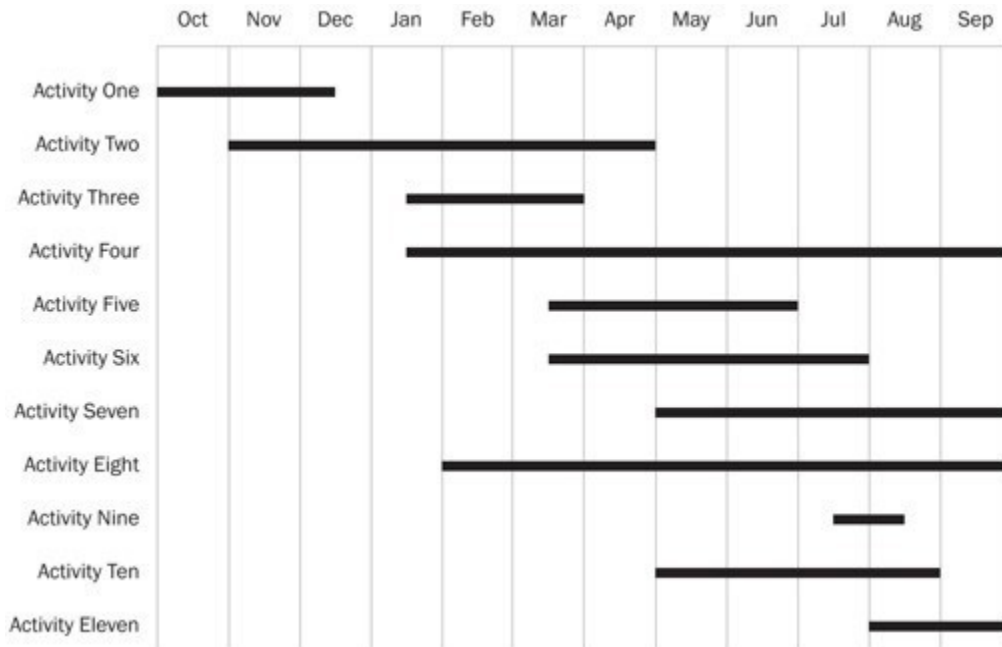 Oct Nov Dec Jan Feb Mar Apr May Jun Jul Aug Sep
Activity One
Activity Two
Activity Three
Activity Four
Activity Five
Activity Six
Activity Seven
Activity Eight
Activity Nine
Activity Ten
Activity Eleven